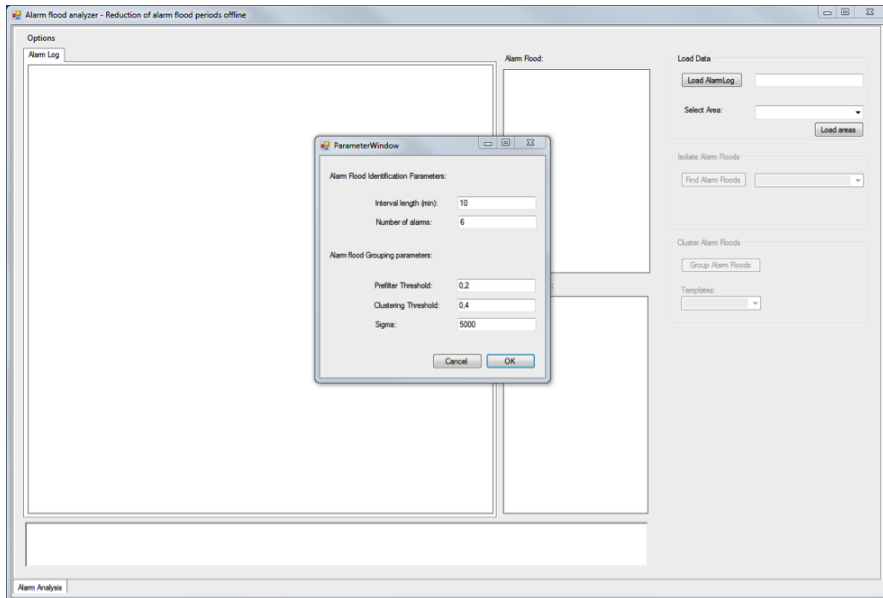 Alarm flood analyzer - Reduction of alarm flood periods offline
Options
Alarm Log
Alarm Flood:
Load Data
Load AlarmLog
Select Area:
Load areas
Isolate Alarm Floods
Find Alarm Floods
Cluster Alarm Floods
Group Alarm Floods
Templates:
ParameterWindow
Alarm Flood Identification Parameters:
Interval length (min): 10
Number of alarms: 6
Alarm flood Grouping parameters:
Prefilter Threshold: 0,2
Clustering Threshold: 0,4
Sigma: 5000
Cancel OK
:
Alarm Analysis